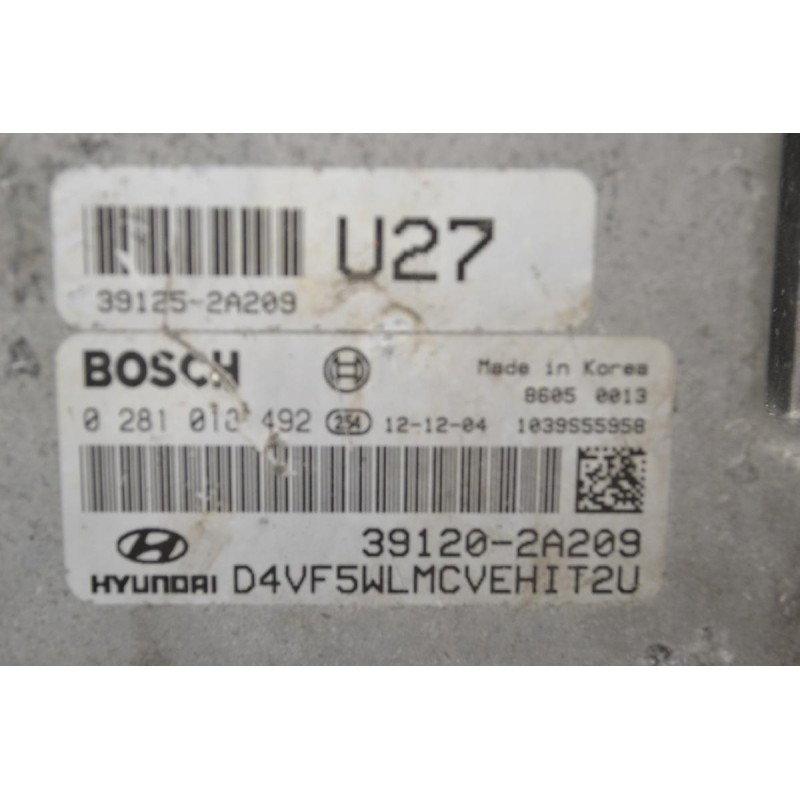 U27
39125-2A209
BOSCH
Made in Korea
8605 0013
0 281 492 254 12-12-04 1039S55958
39120-2A209
HYUNDAI D4VF5WLMCVEHIT2U